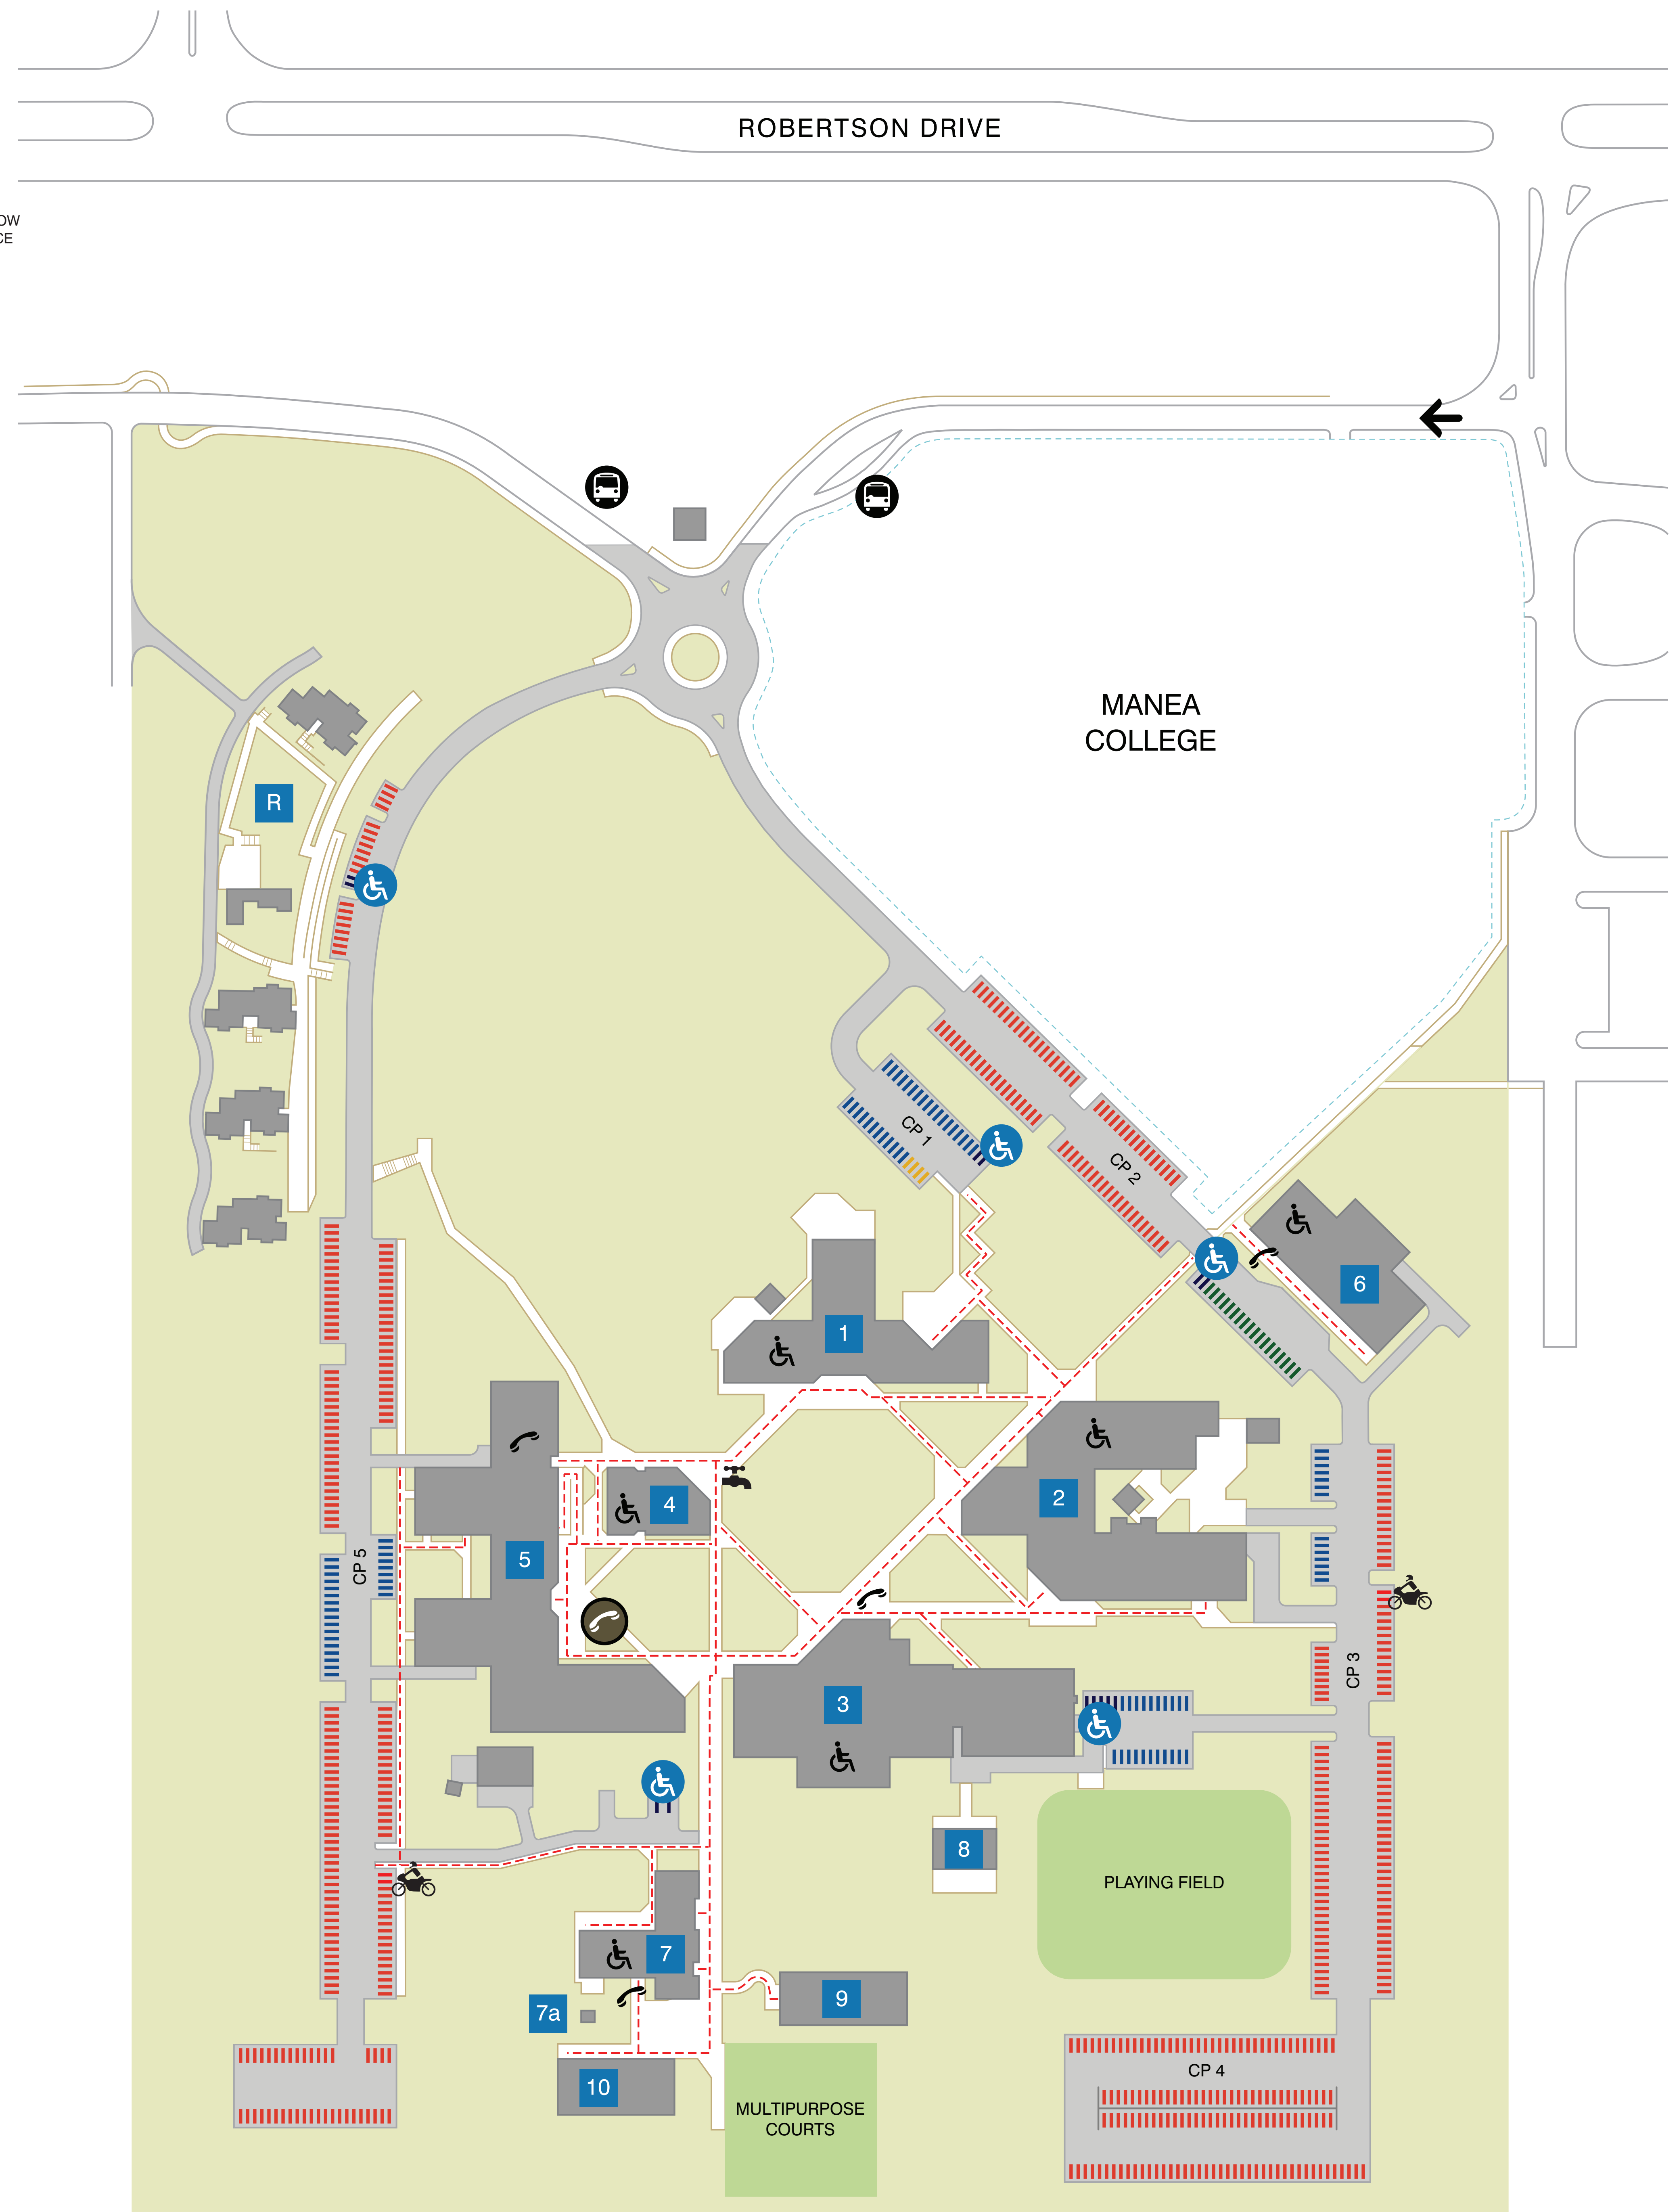 ROBERTSON DRIVE
OW
CE
MANEA
COLLEGE
R
CP 1
CP 2
6
1
4
2
5
CP 5
3
CP 3
8
PLAYING FIELD
7
7a
9
CP 4
10
MULTIPURPOSE
COURTS